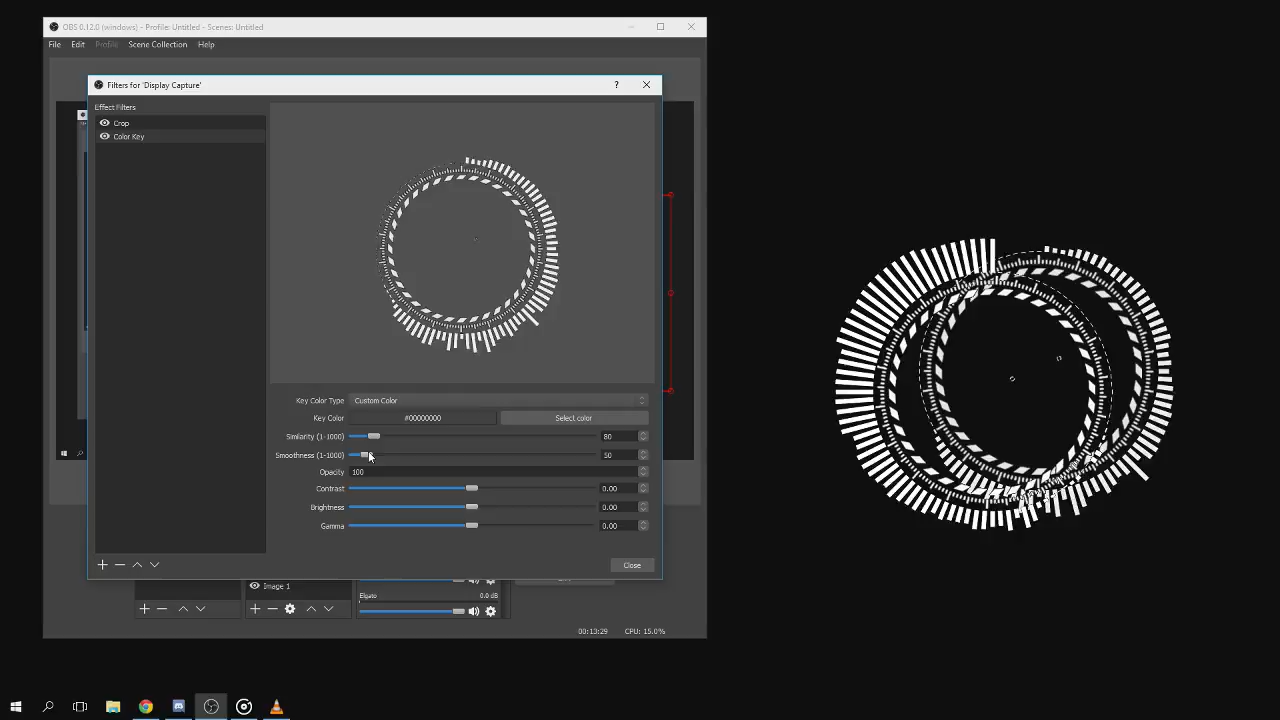 OBS 0.12.0 (windows) - Profile: Untitled - Scenes: Untitled
File Edit Profile Scene Collection Help
Filters for 'Display Capture' ?
Effect Filters
Crop
Color Key
Key Color Type Custom Color
Key Color #00000000 Select color
Similarity (1-1000) 80
Smoothness (1-1000) 50
Opacity 100
Contrast 0.00
Brightness 0.00
Gamma 0.00
Close
Image 1
Elgato 0.0 dB
00:13:29 CPU: 15.0%